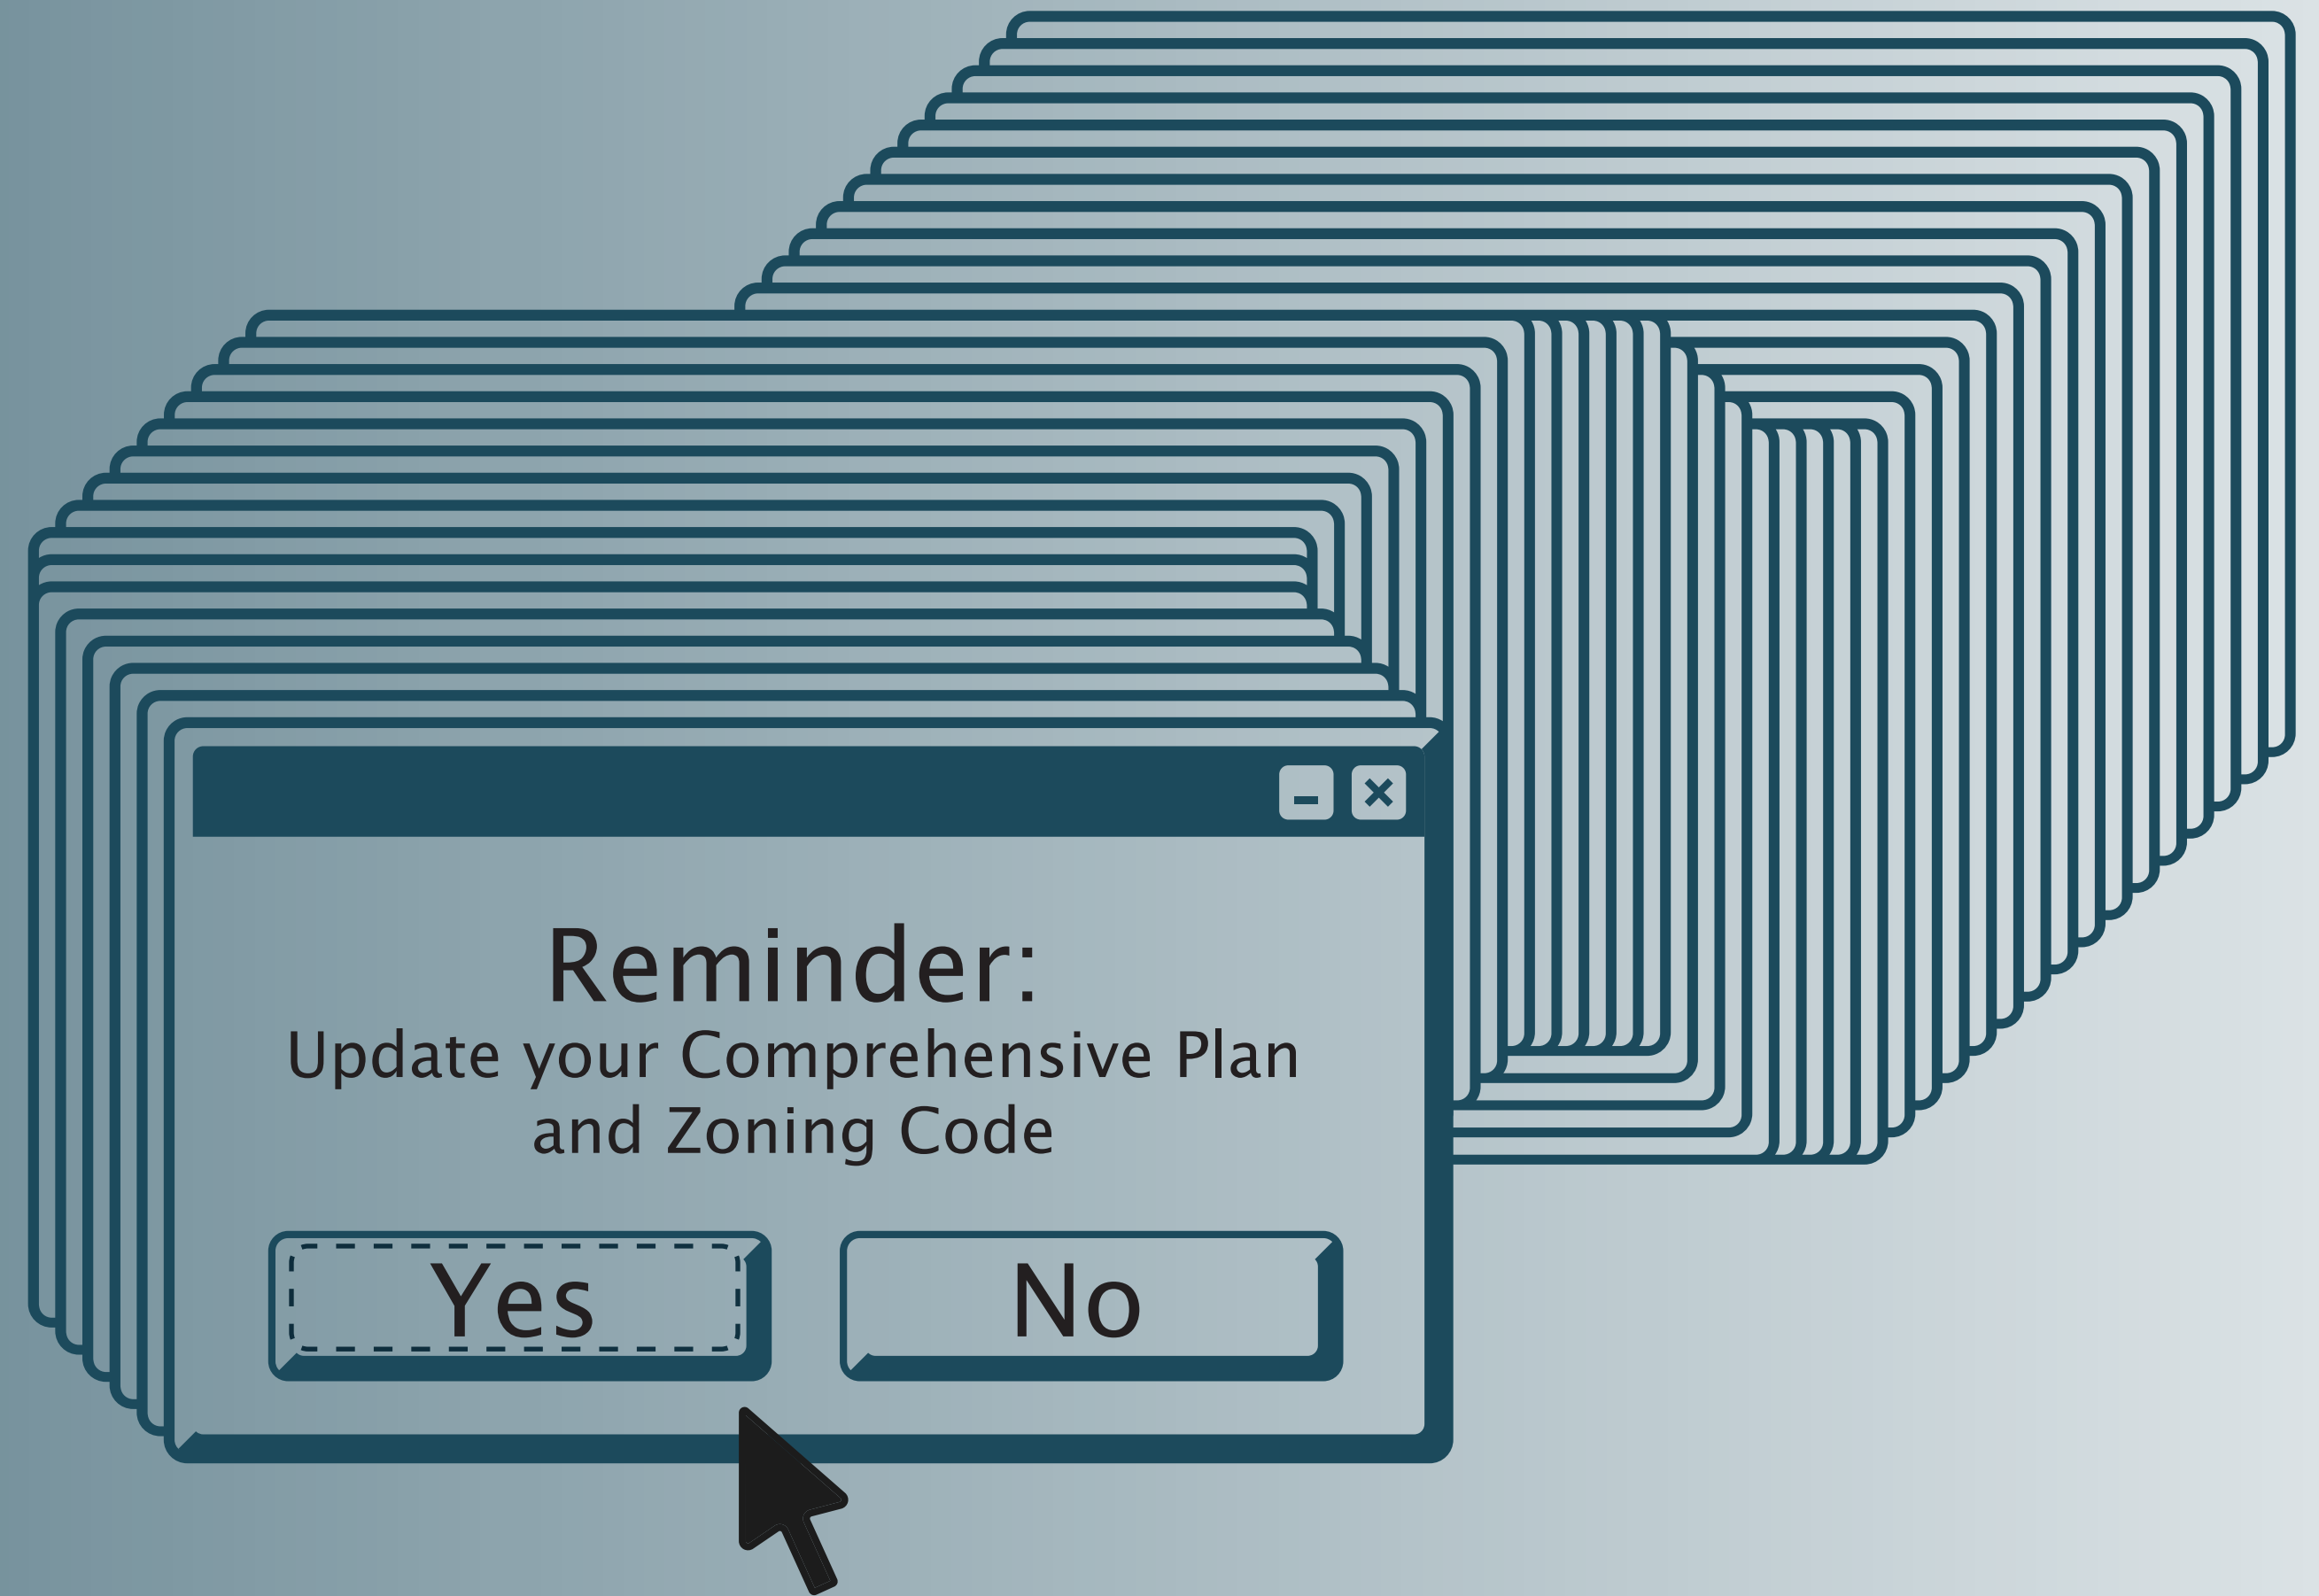 Reminder:
Update your Comprehensive Plan
and Zoning Code
Yes
No